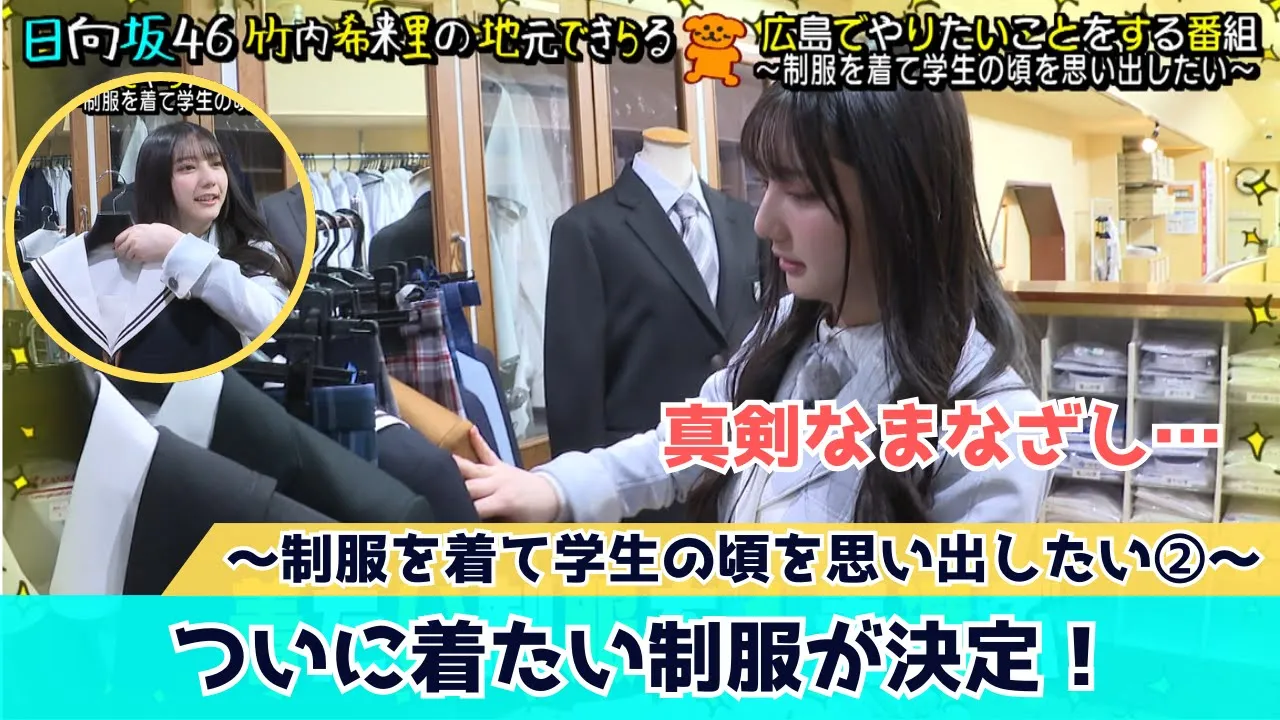 日向坂46 竹内希来里の地元できらる
広島でやりたいことをする番組
～制服を着て学生の頃を思い出したい～
制服を着て学生の頃
真剣なまなざし…
～制服を着て学生の頃を思い出したい②～
ついに着たい制服が決定！